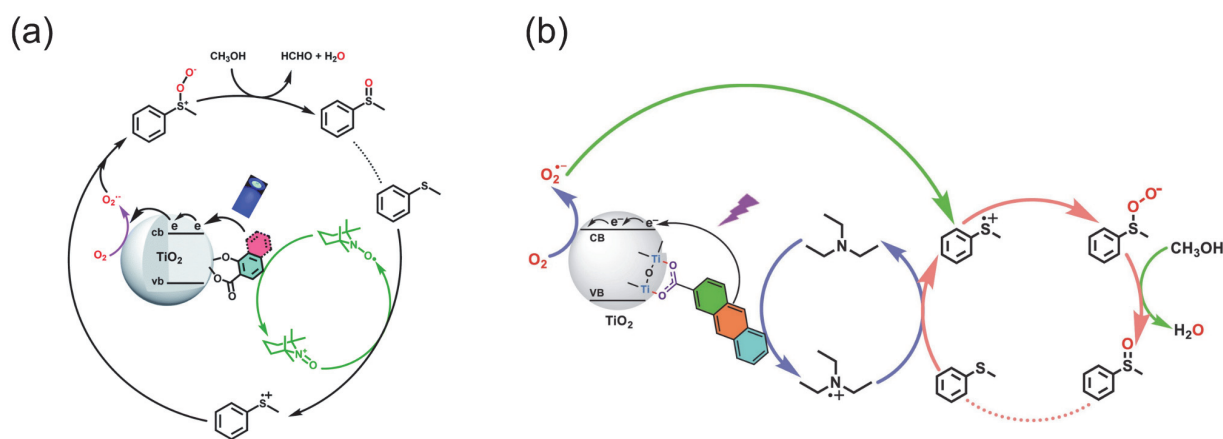 (a)
O
O⁻
S⁺
CH₃OH
HCHO + H₂O
O
S
S
O₂•⁻
O₂
cb
e e
TiO₂
vb
O
O
O
N
O•
N⁺
O
S•+
(b)
O₂•⁻
O₂
CB
e⁻ e⁻
VB
TiO₂
Ti
O
Ti
O
O
N
N
•+
S•+
O
O⁻
S
CH₃OH
H₂O
S
O
S